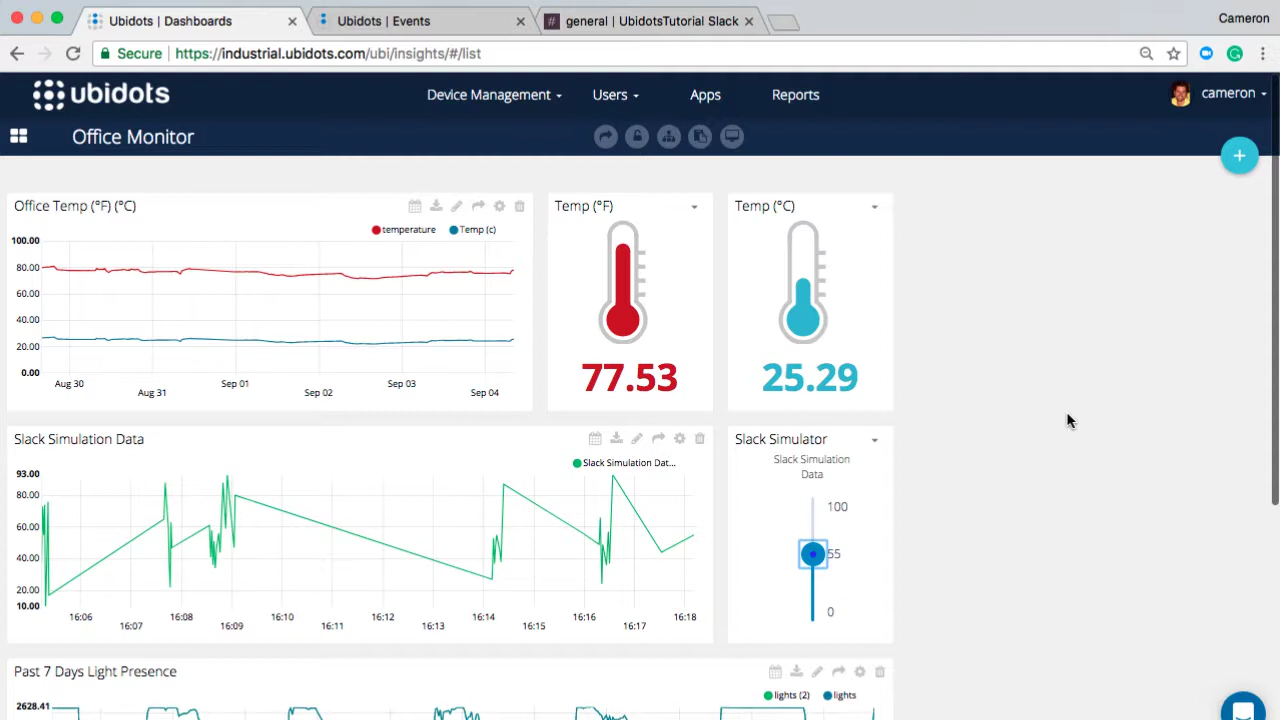 Ubidots | Dashboards
Ubidots | Events
general | UbidotsTutorial Slack
Cameron
Secure
https://industrial.ubidots.com/ubi/insights/#/list
ubidots
Device Management
Users
Apps
Reports
cameron
Office Monitor
Office Temp (°F) (°C)
temperature
Temp (c)
100.00
80.00
60.00
40.00
20.00
0.00
Aug 30
Aug 31
Sep 01
Sep 02
Sep 03
Sep 04
Temp (°F)
77.53
Temp (°C)
25.29
Slack Simulation Data
Slack Simulation Dat...
93.00
80.00
60.00
40.00
20.00
10.00
16:06
16:07
16:08
16:09
16:10
16:11
16:12
16:13
16:14
16:15
16:16
16:17
16:18
Slack Simulator
Slack Simulation
Data
100
55
0
Past 7 Days Light Presence
lights (2)
lights
2628.41